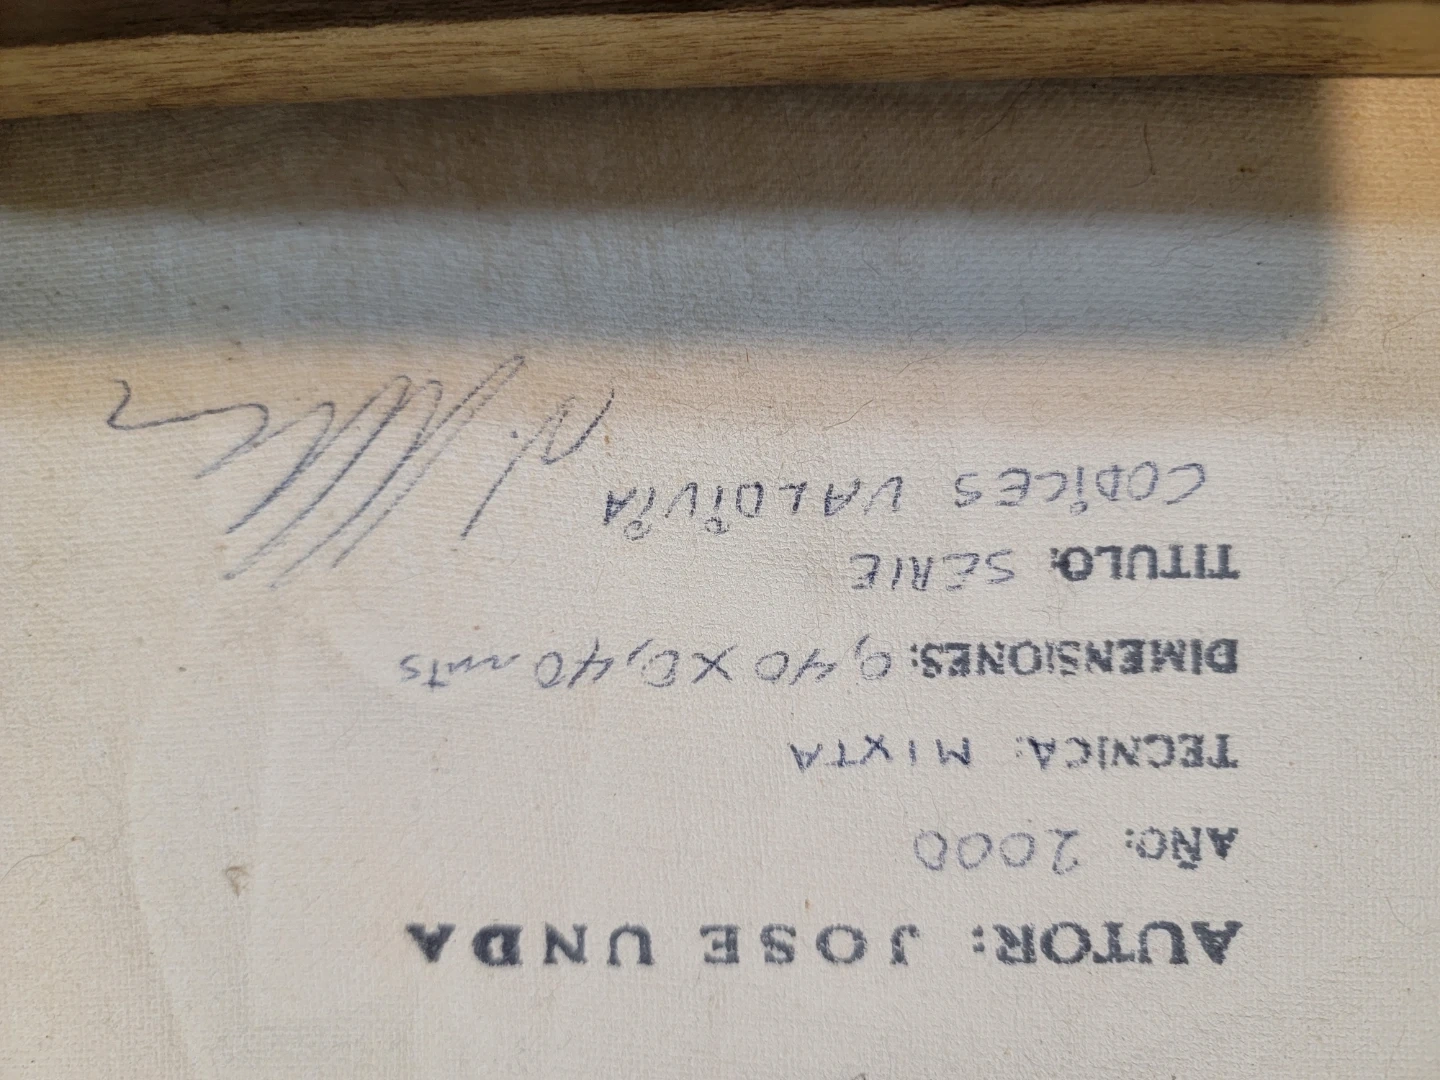 AUTOR: JOSE UNDA
AÑO: 2000
TECNICA: MIXTA
DIMENSIONES: 0,40 X 0,40 mts
TITULO: SERIE
CODICES VALDIVIA